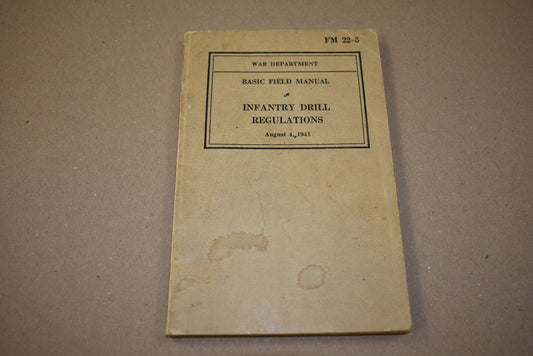 FM 22-5
WAR DEPARTMENT
BASIC FIELD MANUAL
INFANTRY DRILL
REGULATIONS
August 4, 1941